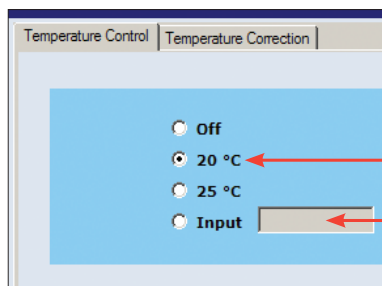 Temperature Control Temperature Correction
Off
20 °C
25 °C
Input